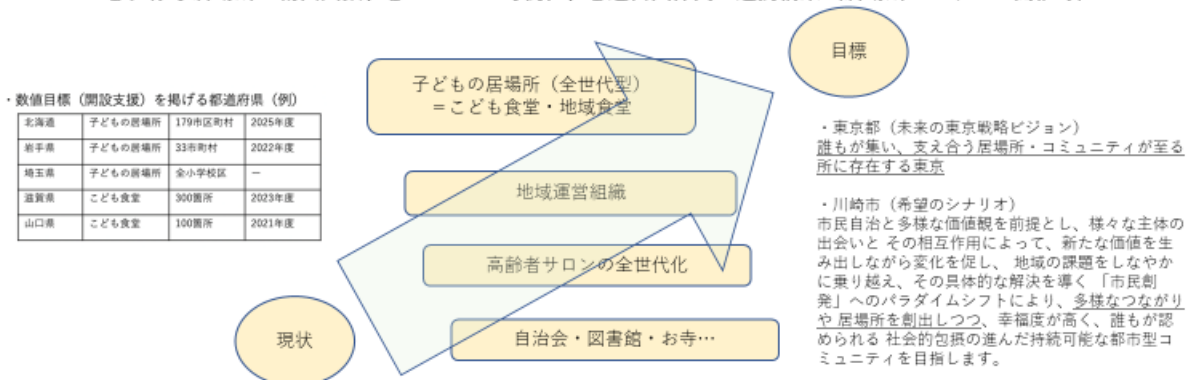 目標
子どもの居場所（全世代型）
＝こども食堂・地域食堂
・数値目標（開設支援）を掲げる都道府県（例）
北海道 子どもの居場所 179市区町村 2025年度
岩手県 子どもの居場所 33市町村 2022年度
埼玉県 子どもの居場所 全小学校区 ー
滋賀県 こども食堂 300箇所 2023年度
山口県 こども食堂 100箇所 2021年度
地域運営組織
高齢者サロンの全世代化
自治会・図書館・お寺…
現状
・東京都（未来の東京戦略ビジョン）
誰もが集い、支え合う居場所・コミュニティが至る
所に存在する東京
・川崎市（希望のシナリオ）
市民自治と多様な価値観を前提とし、様々な主体の
出会いと その相互作用によって、新たな価値を生
み出しながら変化を促し、 地域の課題をしなやか
に乗り越え、その具体的な解決を導く 「市民創
発」へのパラダイムシフトにより、多様なつながり
や 居場所を創出しつつ、幸福度が高く、誰もが認
められる 社会的包摂の進んだ持続可能な都市型コ
ミュニティを目指します。